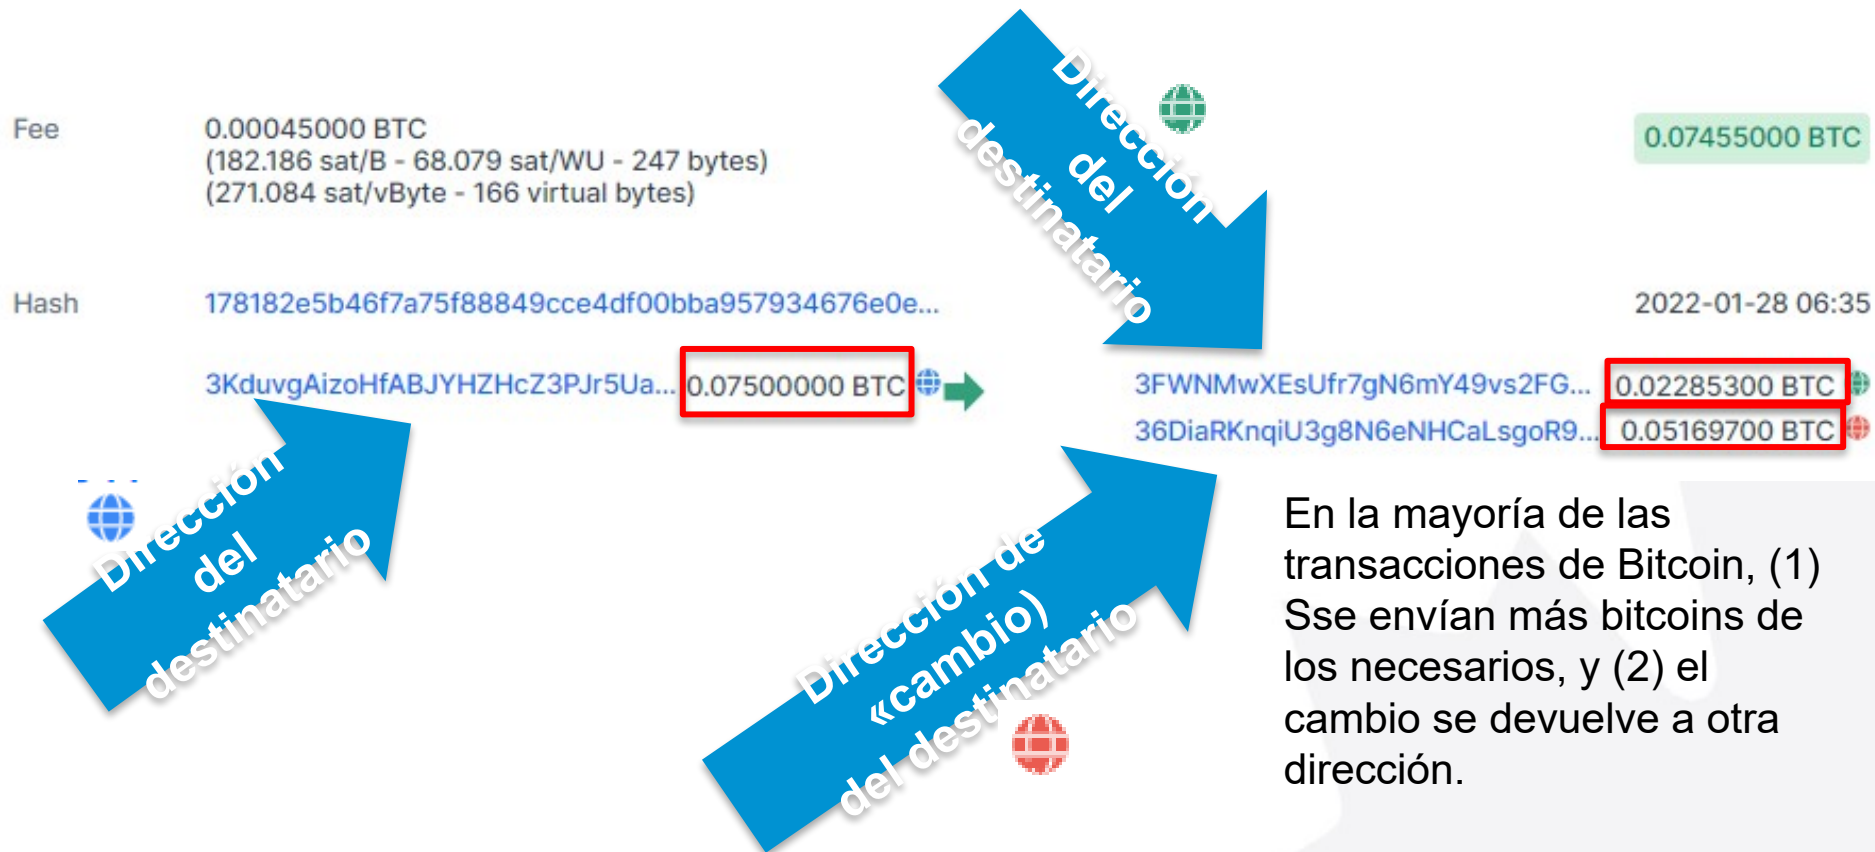 Fee
0.00045000 BTC
(182.186 sat/B - 68.079 sat/WU - 247 bytes)
(271.084 sat/vByte - 166 virtual bytes)
0.07455000 BTC
Hash
178182e5b46f7a75f88849cce4df00bba957934676e0e...
2022-01-28 06:35
3KduvgAizoHfABJYHZHcZ3PJr5Ua...
0.07500000 BTC
3FWNMwXEsUfr7gN6mY49vs2FG...
0.02285300 BTC
36DiaRKnqiU3g8N6eNHCaLsgoR9...
0.05169700 BTC
Dirección
del
destinatario
Dirección
del
destinatario
Dirección de
«cambio)
del destinatario
En la mayoría de las
transacciones de Bitcoin, (1)
Sse envían más bitcoins de
los necesarios, y (2) el
cambio se devuelve a otra
dirección.